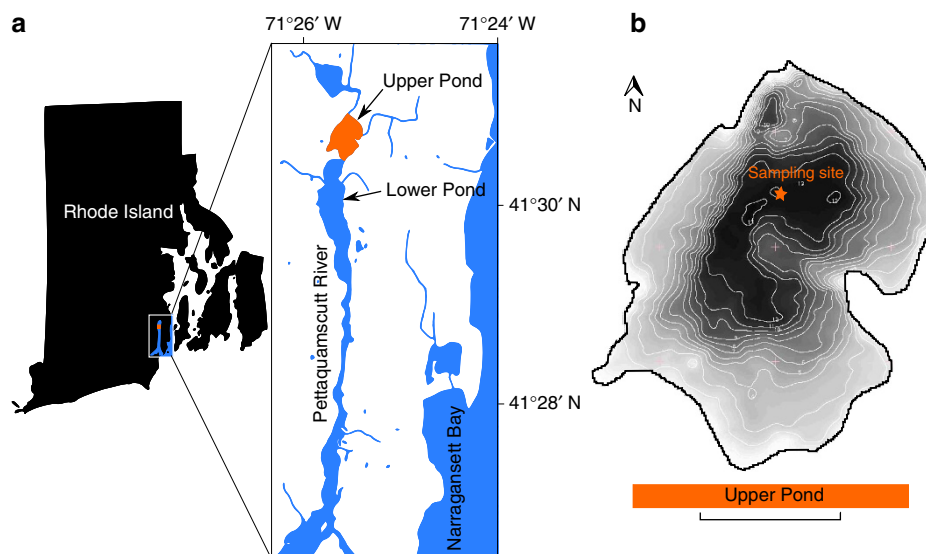 a
71°26′ W
71°24′ W
Upper Pond
Lower Pond
Rhode Island
41°30′ N
Pettaquamscutt River
41°28′ N
Narragansett Bay
b
N
Sampling site
12
Upper Pond